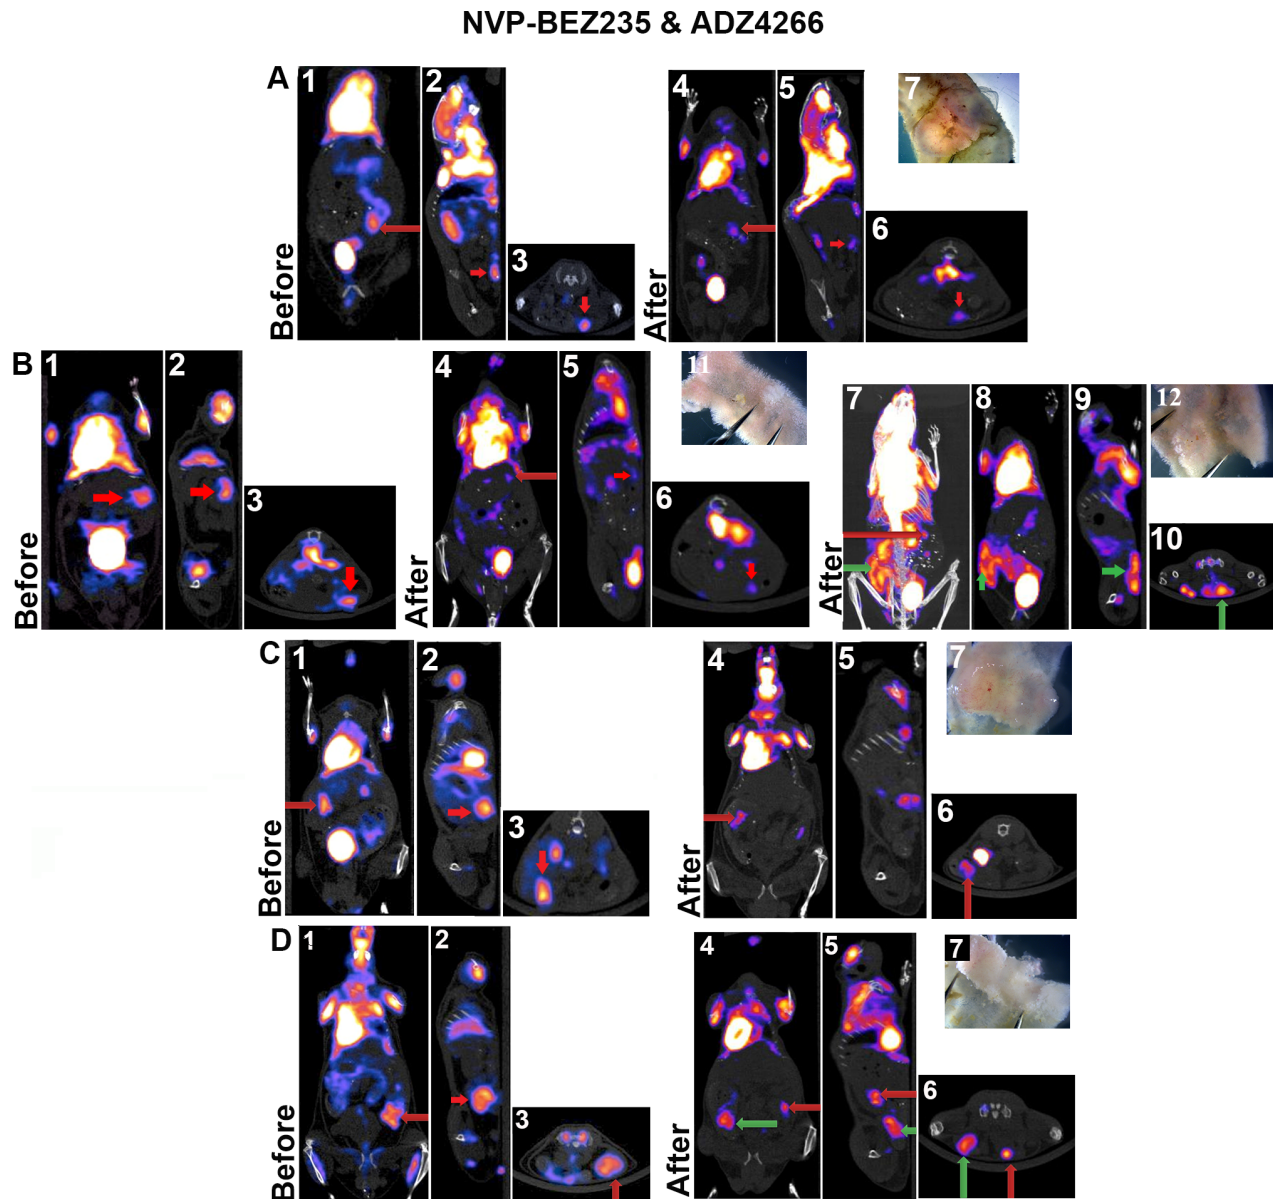 NVP-BEZ235 & ADZ4266
A 1 2 3 Before 4 5 6 7 After
B 1 2 3 Before 4 5 6 11 After 7 8 9 10 12 After
C 1 2 3 Before 4 5 6 7 After
D 1 2 3 Before 4 5 6 7 After